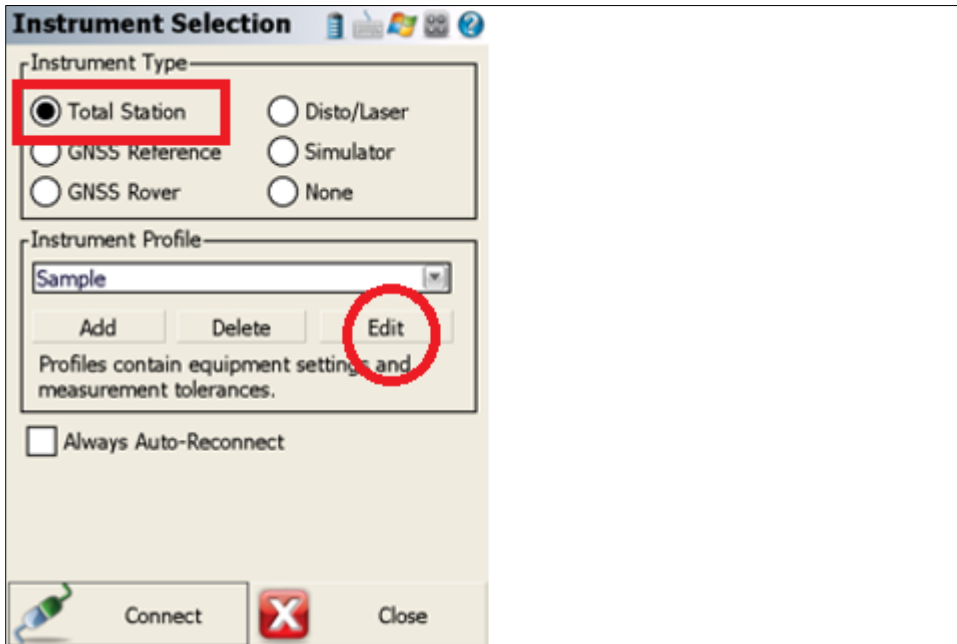 Instrument Selection
Instrument Type
Total Station Disto/Laser
GNSS Reference Simulator
GNSS Rover None
Instrument Profile
Sample
Add Delete Edit
Profiles contain equipment settings and
measurement tolerances.
Always Auto-Reconnect
Connect Close